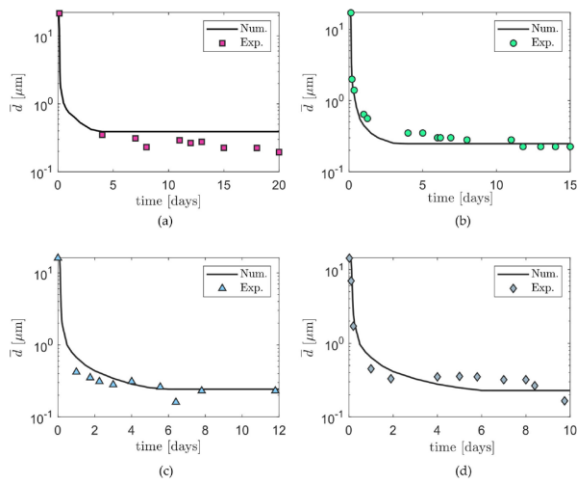 10^1
10^0
10^-1
d̅ [μm]
Num.
Exp.
0 5 10 15 20
time [days]
(a)
10^1
10^0
10^-1
d̅ [μm]
Num.
Exp.
0 5 10 15
time [days]
(b)
10^1
10^0
10^-1
d̅ [μm]
Num.
Exp.
0 2 4 6 8 10 12
time [days]
(c)
10^1
10^0
10^-1
d̅ [μm]
Num.
Exp.
0 2 4 6 8 10
time [days]
(d)